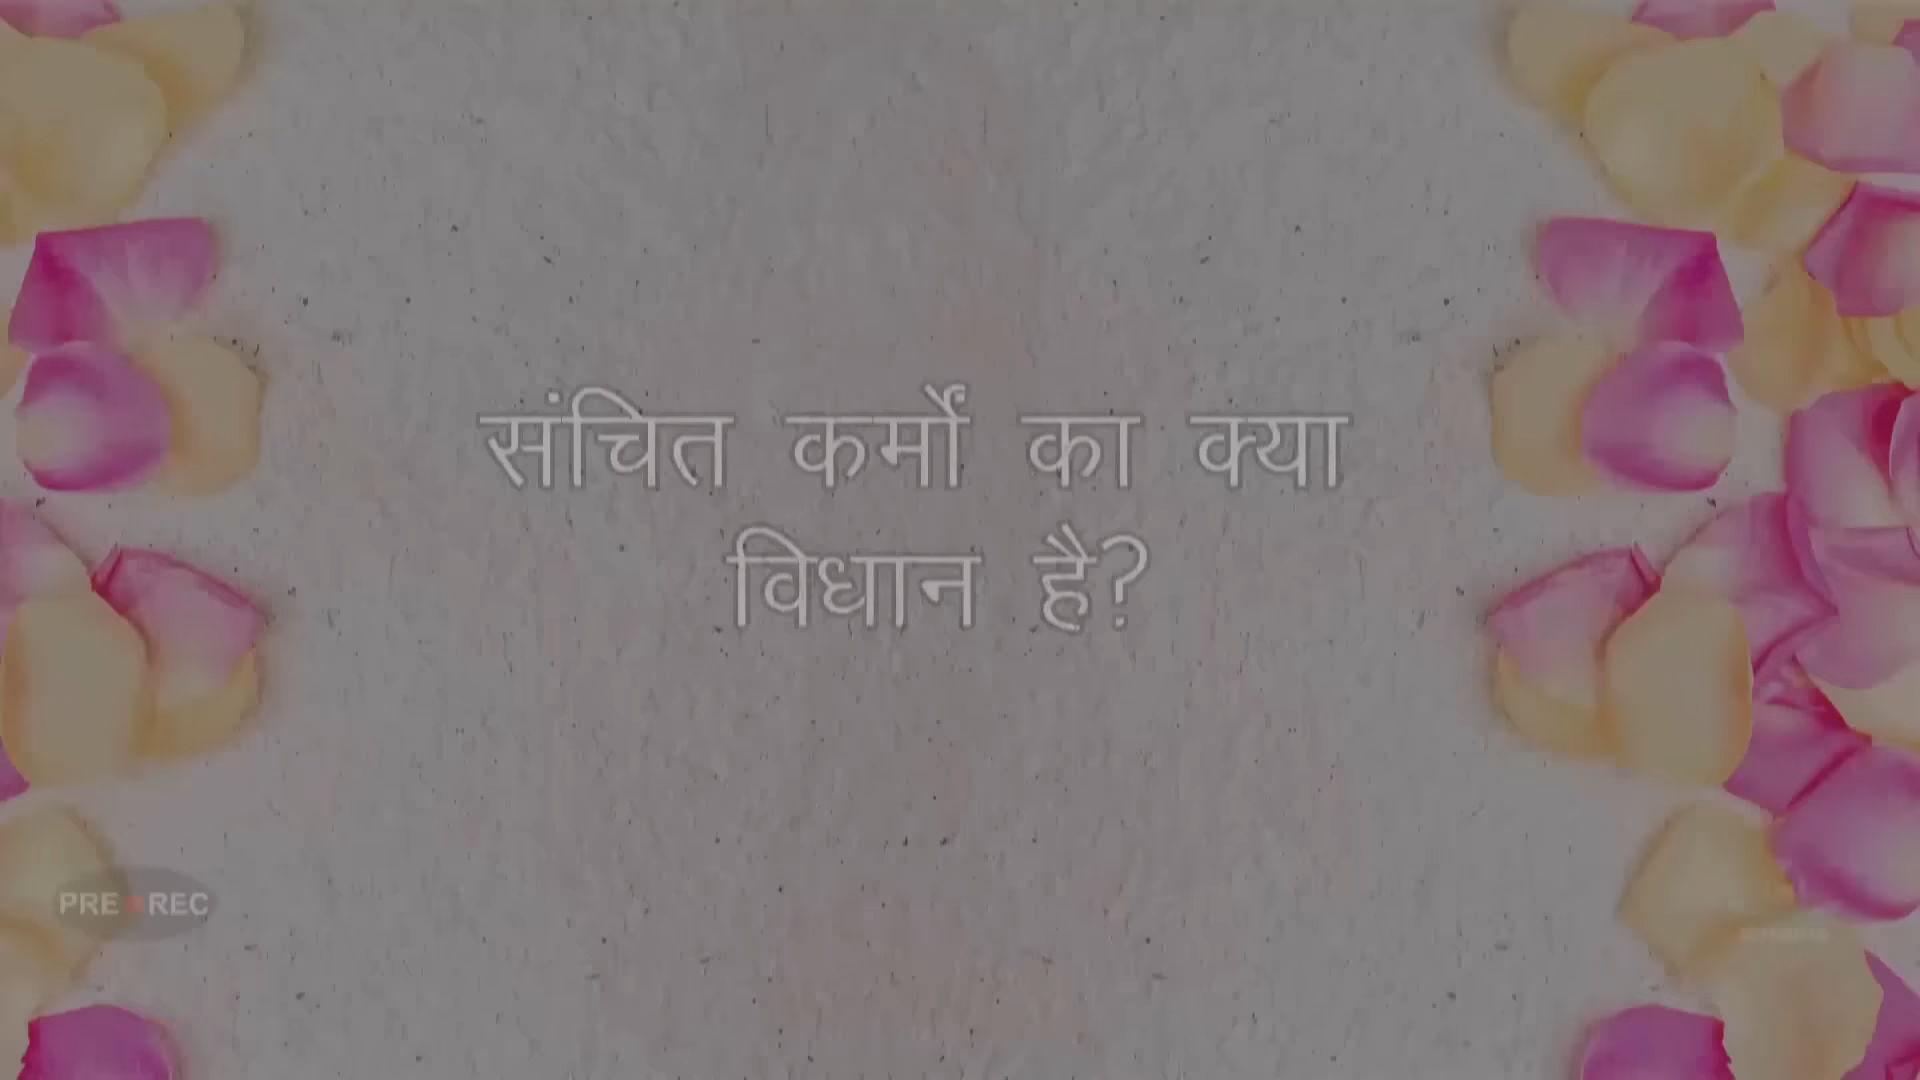 संचित कर्मों का क्या
विधान है?
PRE REC